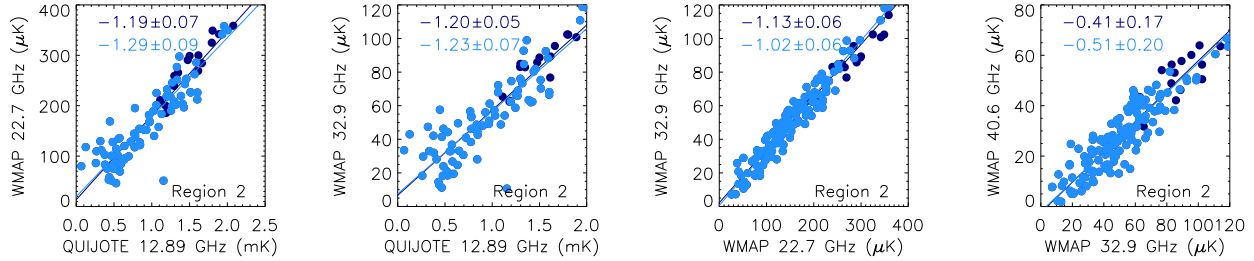 −1.19±0.07
−1.29±0.09
Region 2
WMAP 22.7 GHz (μK)
400
300
200
100
0
0.0 0.5 1.0 1.5 2.0 2.5
QUIJOTE 12.89 GHz (mK)
−1.20±0.05
−1.23±0.07
Region 2
WMAP 32.9 GHz (μK)
120
100
80
60
40
20
0
0.0 0.5 1.0 1.5 2.0
QUIJOTE 12.89 GHz (mK)
−1.13±0.06
−1.02±0.06
Region 2
WMAP 32.9 GHz (μK)
120
100
80
60
40
20
0
0 100 200 300 400
WMAP 22.7 GHz (μK)
−0.41±0.17
−0.51±0.20
Region 2
WMAP 40.6 GHz (μK)
80
60
40
20
0
0 20 40 60 80 100 120
WMAP 32.9 GHz (μK)